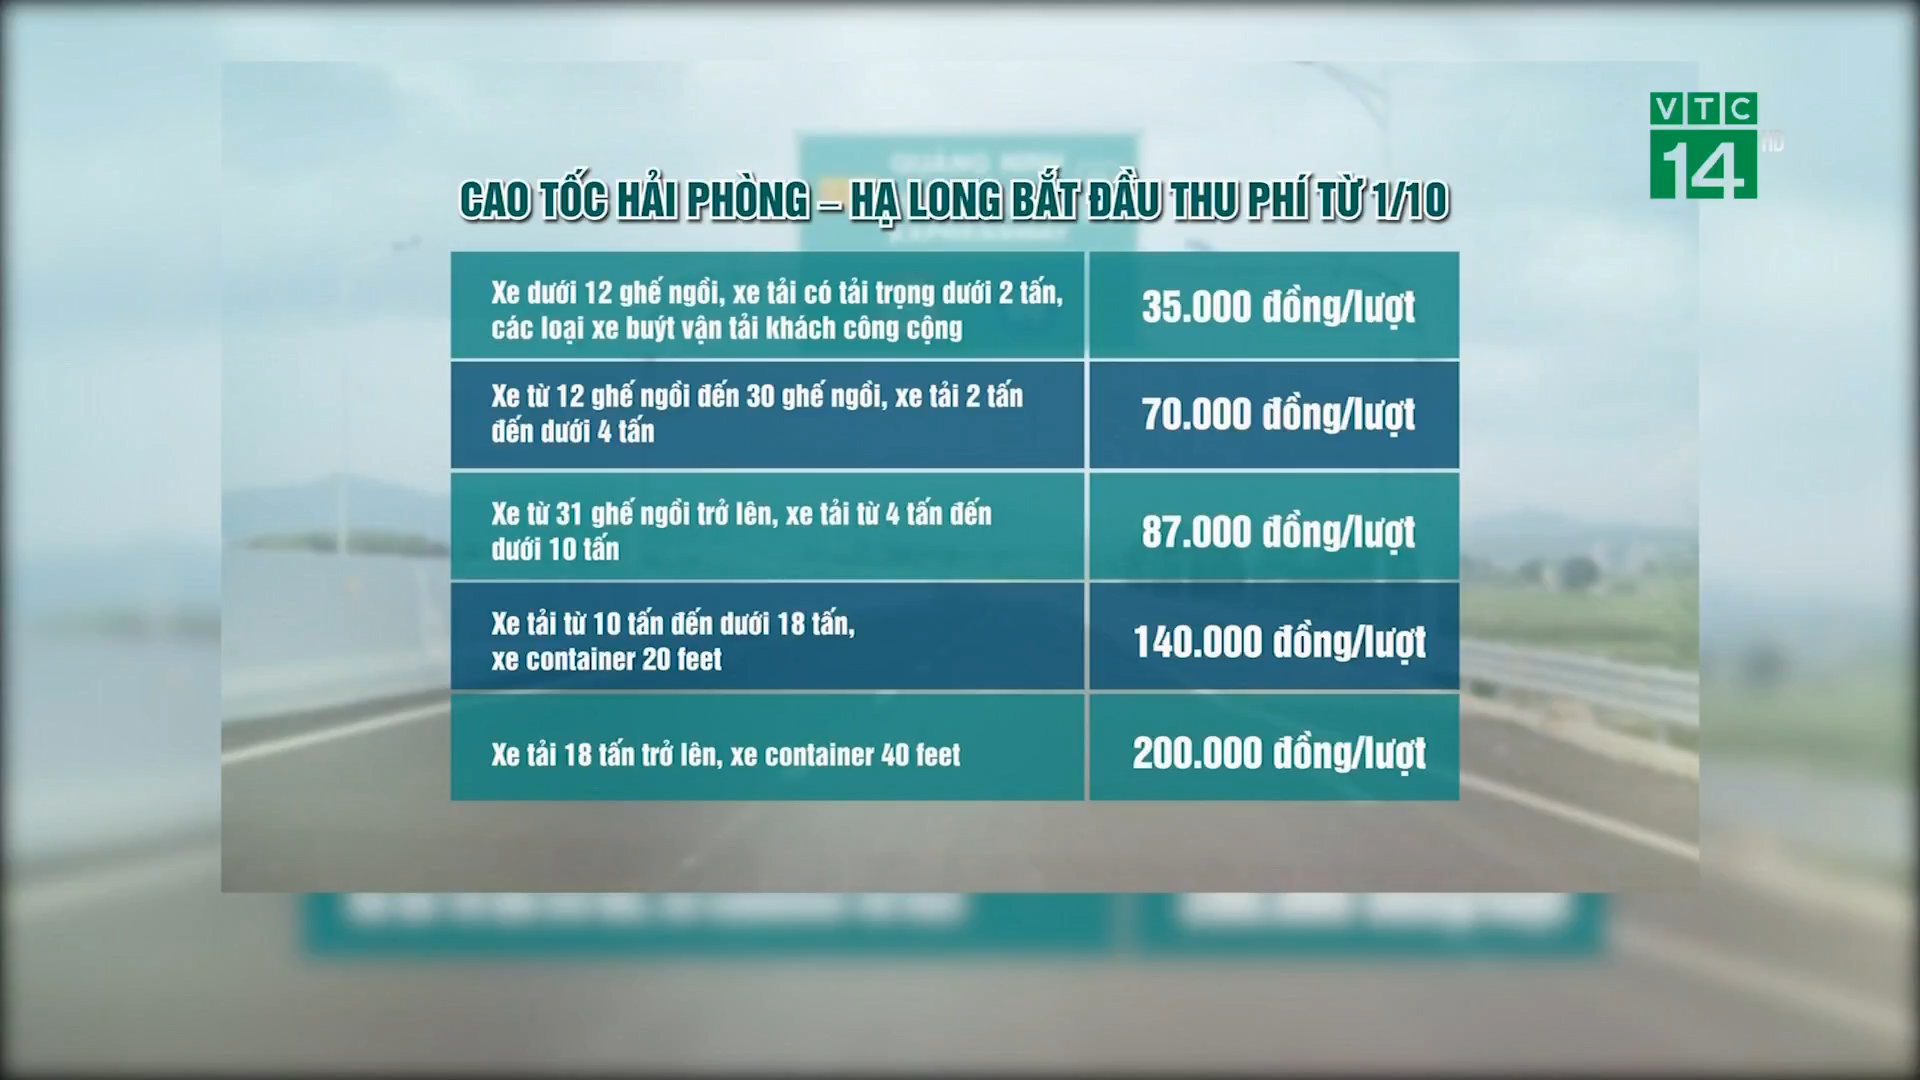 VTC
14
HD
CAO TỐC HẢI PHÒNG – HẠ LONG BẮT ĐẦU THU PHÍ TỪ 1/10
Xe dưới 12 ghế ngồi, xe tải có tải trọng dưới 2 tấn,
các loại xe buýt vận tải khách công cộng
35.000 đồng/lượt
Xe từ 12 ghế ngồi đến 30 ghế ngồi, xe tải 2 tấn
đến dưới 4 tấn
70.000 đồng/lượt
Xe từ 31 ghế ngồi trở lên, xe tải từ 4 tấn đến
dưới 10 tấn
87.000 đồng/lượt
Xe tải từ 10 tấn đến dưới 18 tấn,
xe container 20 feet
140.000 đồng/lượt
Xe tải 18 tấn trở lên, xe container 40 feet
200.000 đồng/lượt